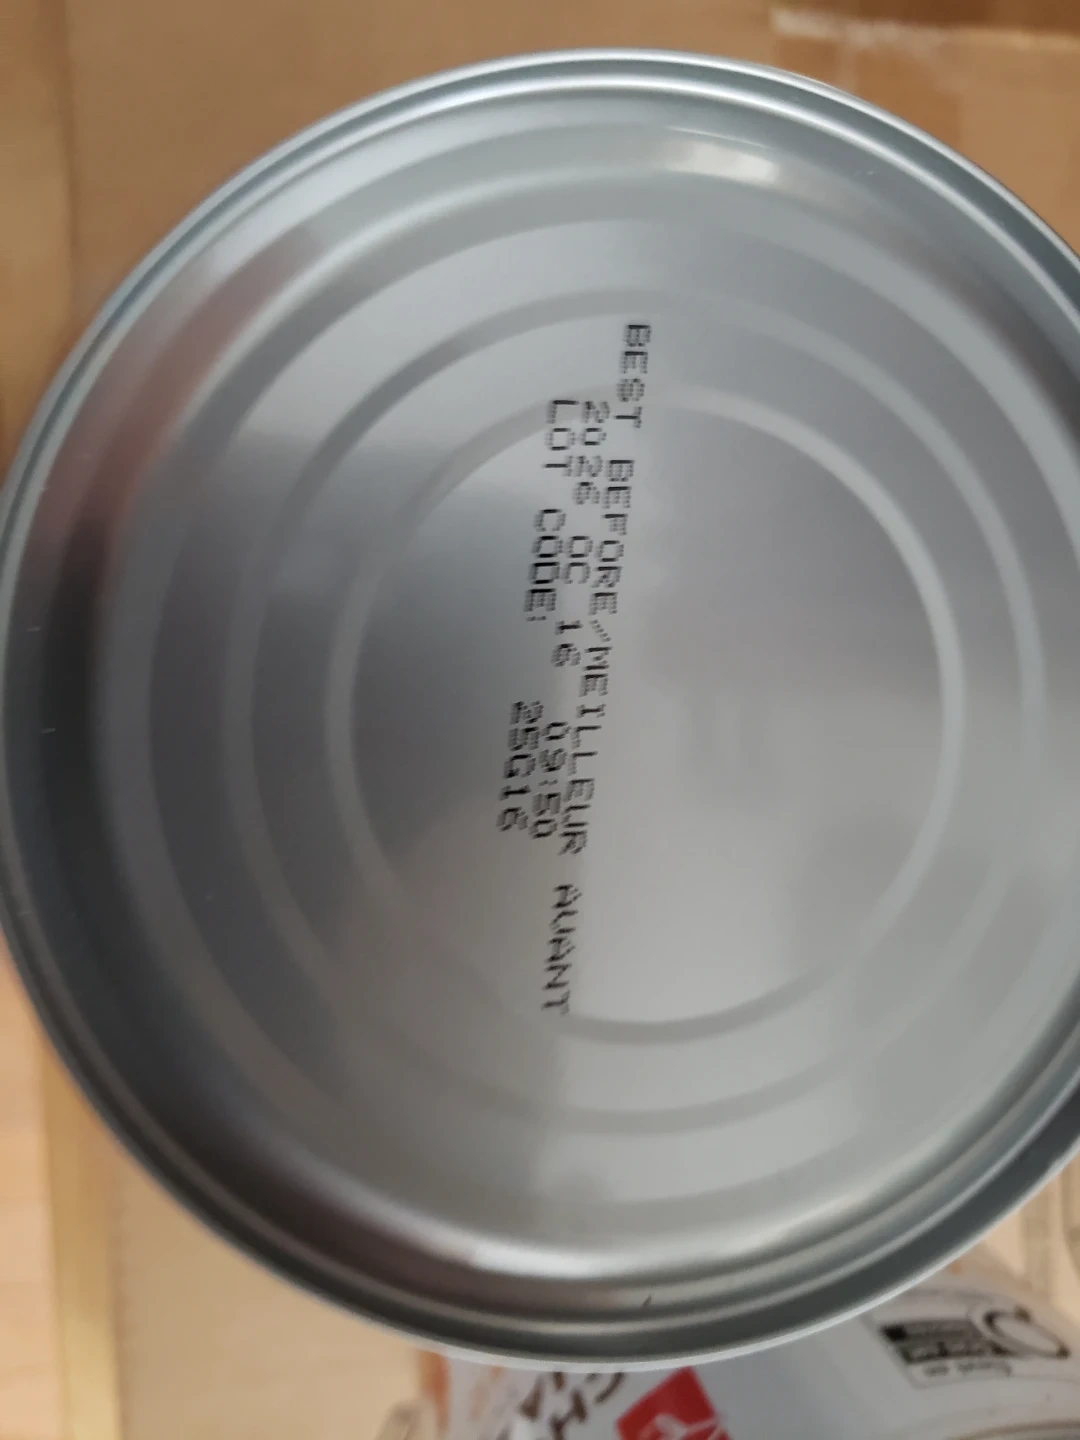 BEST BEFORE/MEILLEUR AVANT
2026 OC 16 09:50
LOT CODE: 25G16